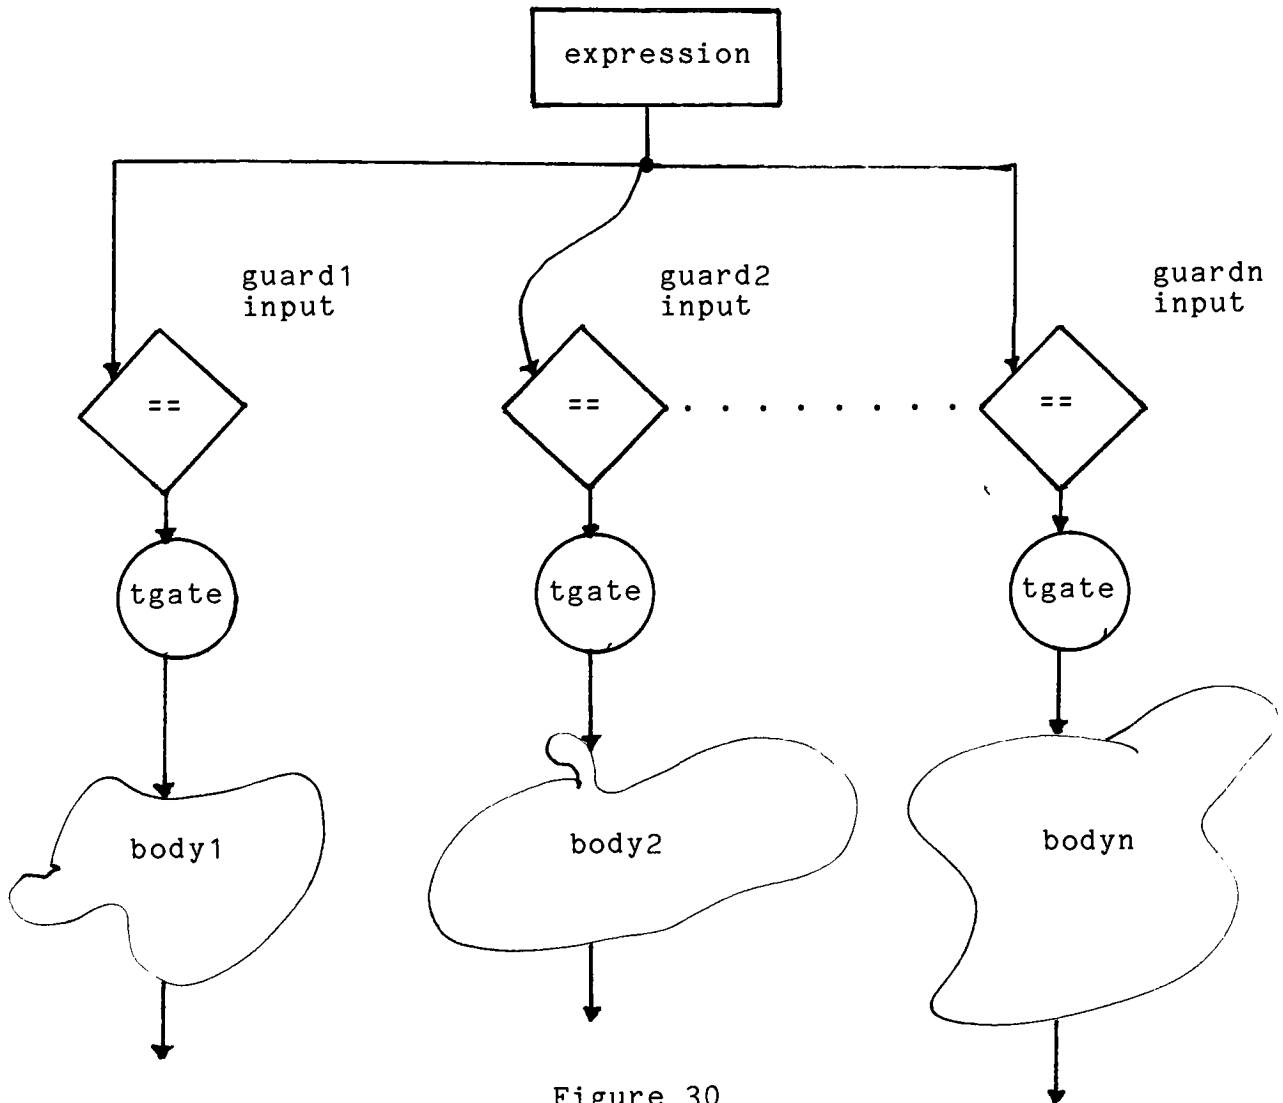 expression
guard1
input
guard2
input
guardn
input
==
==
==
tgate
tgate
tgate
body1
body2
bodyn
Figure 30